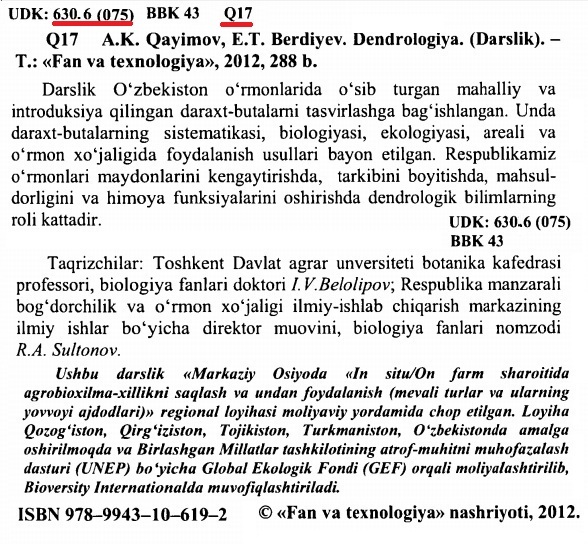 UDK: 630.6 (075) BBK 43 Q17
Q17 A.K. Qayimov, E.T. Berdiyev. Dendrologiya. (Darslik). –
T.: «Fan va texnologiya», 2012, 288 b.
Darslik O‘zbekiston o‘rmonlarida o‘sib turgan mahalliy va
introduksiya qilingan daraxt-butalarni tasvirlashga bag‘ishlangan. Unda
daraxt-butalarning sistematikasi, biologiyasi, ekologiyasi, areali va
o‘rmon xo‘jaligida foydalanish usullari bayon etilgan. Respublikamiz
o‘rmonlari maydonlarini kengaytirishda, tarkibini boyitishda, mahsul-
dorligini va himoya funksiyalarini oshirishda dendrologik bilimlarning
roli kattadir.
UDK: 630.6 (075)
BBK 43
Taqrizchilar: Toshkent Davlat agrar unversiteti botanika kafedrasi
professori, biologiya fanlari doktori I.V.Belolipov; Respublika manzarali
bog‘dorchilik va o‘rmon xo‘jaligi ilmiy-ishlab chiqarish markazining
ilmiy ishlar bo‘yicha direktor muovini, biologiya fanlari nomzodi
R.A. Sultonov.
Ushbu darslik «Markaziy Osiyoda «In situ/On farm sharoitida
agrobioxilma-xillikni saqlash va undan foydalanish (mevali turlar va ularning
yovvoyi ajdodlari)» regional loyihasi moliyaviy yordamida chop etilgan. Loyiha
Qozog‘iston, Qirg‘iziston, Tojikiston, Turkmaniston, O‘zbekistonda amalga
oshirilmoqda va Birlashgan Millatlar tashkilotining atrof-muhitni muhofazalash
dasturi (UNEP) bo‘yicha Global Ekologik Fondi (GEF) orqali moliyalashtirilib,
Bioversity Internationalda muvofiqlashtiriladi.
ISBN 978–9943–10–619–2 © «Fan va texnologiya» nashriyoti, 2012.